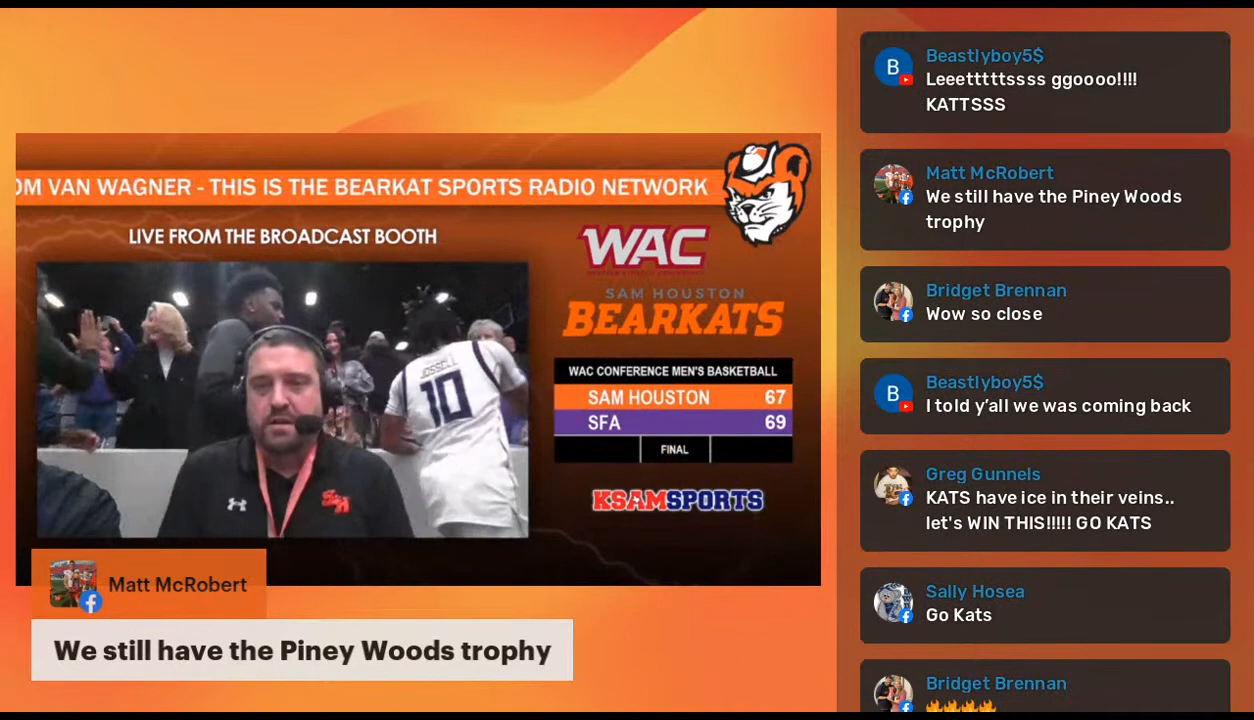 OM VAN WAGNER - THIS IS THE BEARKAT SPORTS RADIO NETWORK
LIVE FROM THE BROADCAST BOOTH
WAC
SAM HOUSTON
BEARKATS
WAC CONFERENCE MEN'S BASKETBALL
SAM HOUSTON 67
SFA 69
FINAL
KSAMSPORTS
10
SH
Matt McRobert
We still have the Piney Woods trophy
B
Beastlyboy5$
Leeettttttssss ggoooo!!!!
KATTSSS
Matt McRobert
We still have the Piney Woods
trophy
Bridget Brennan
Wow so close
B
Beastlyboy5$
I told y'all we was coming back
Greg Gunnels
KATS have ice in their veins..
let's WIN THIS!!!!! GO KATS
Sally Hosea
Go Kats
Bridget Brennan
🔥🔥🔥🔥